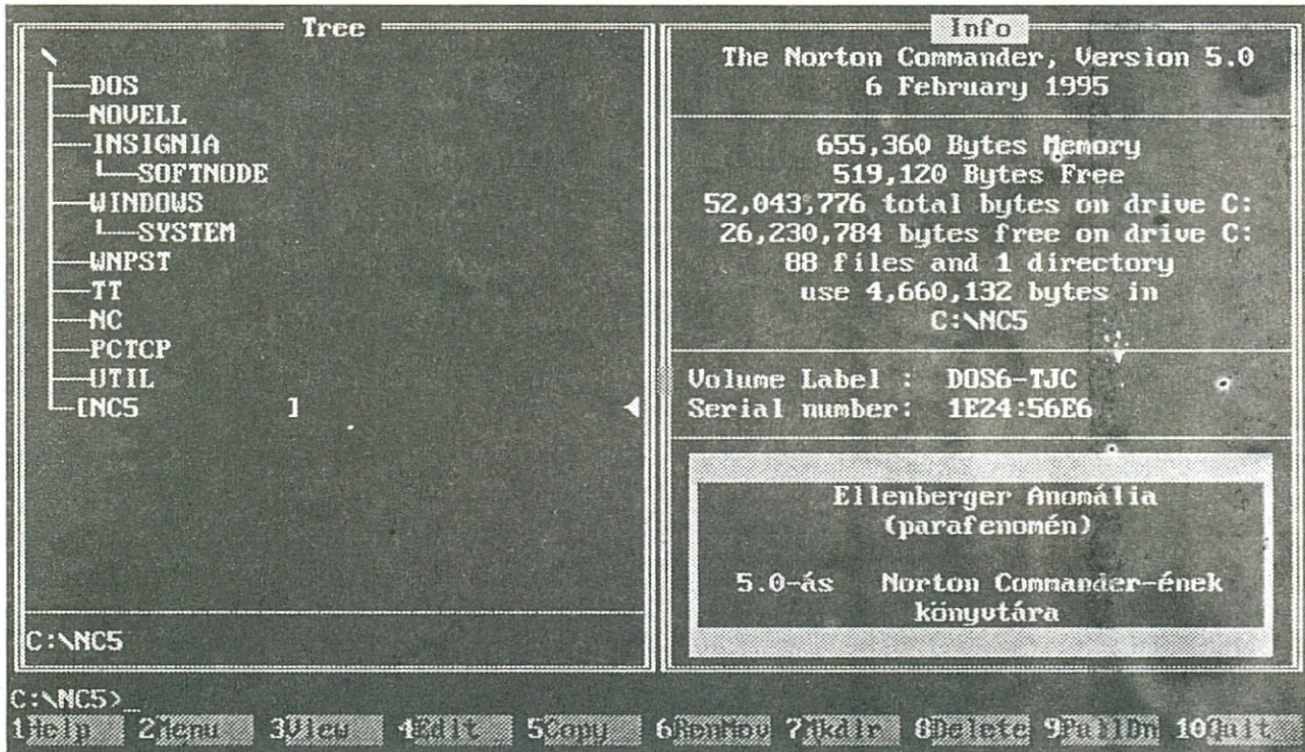 Tree
\
DOS
NOVELL
INSIGNIA
SOFTNODE
WINDOWS
SYSTEM
WNPST
TT
NC
PCTCP
UTIL
[NC5 ]
C:\NC5
Info
The Norton Commander, Version 5.0
6 February 1995
655,360 Bytes Memory
519,120 Bytes Free
52,043,776 total bytes on drive C:
26,230,784 bytes free on drive C:
88 files and 1 directory
use 4,660,132 bytes in
C:\NC5
Volume Label : DOS6-TJC
Serial number: 1E24:56E6
Ellenberger Anomália
(parafenomén)
5.0-ás Norton Commander-ének
könyvtára
C:\NC5>_
1Help 2Menu 3View 4Edit 5Copy 6RenMov 7Mkdir 8Delete 9PullDn 10Quit